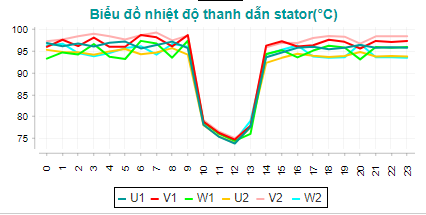 Biểu đồ nhiệt độ thanh dẫn stator(°C)
100
95
90
85
80
75
0 1 2 3 4 5 6 7 8 9 10 11 12 13 14 15 16 17 18 19 20 21 22 23
U1 V1 W1 U2 V2 W2